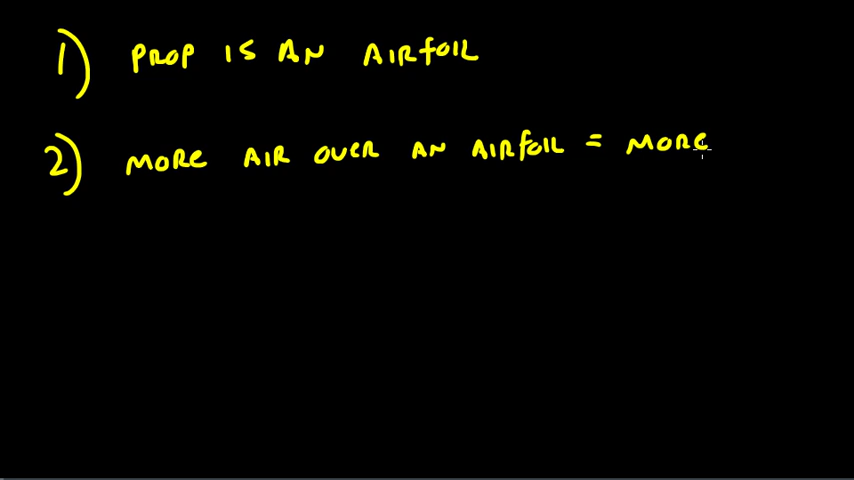 1) PROP IS AN AIRFOIL
2) MORE AIR OVER AN AIRFOIL = MORE